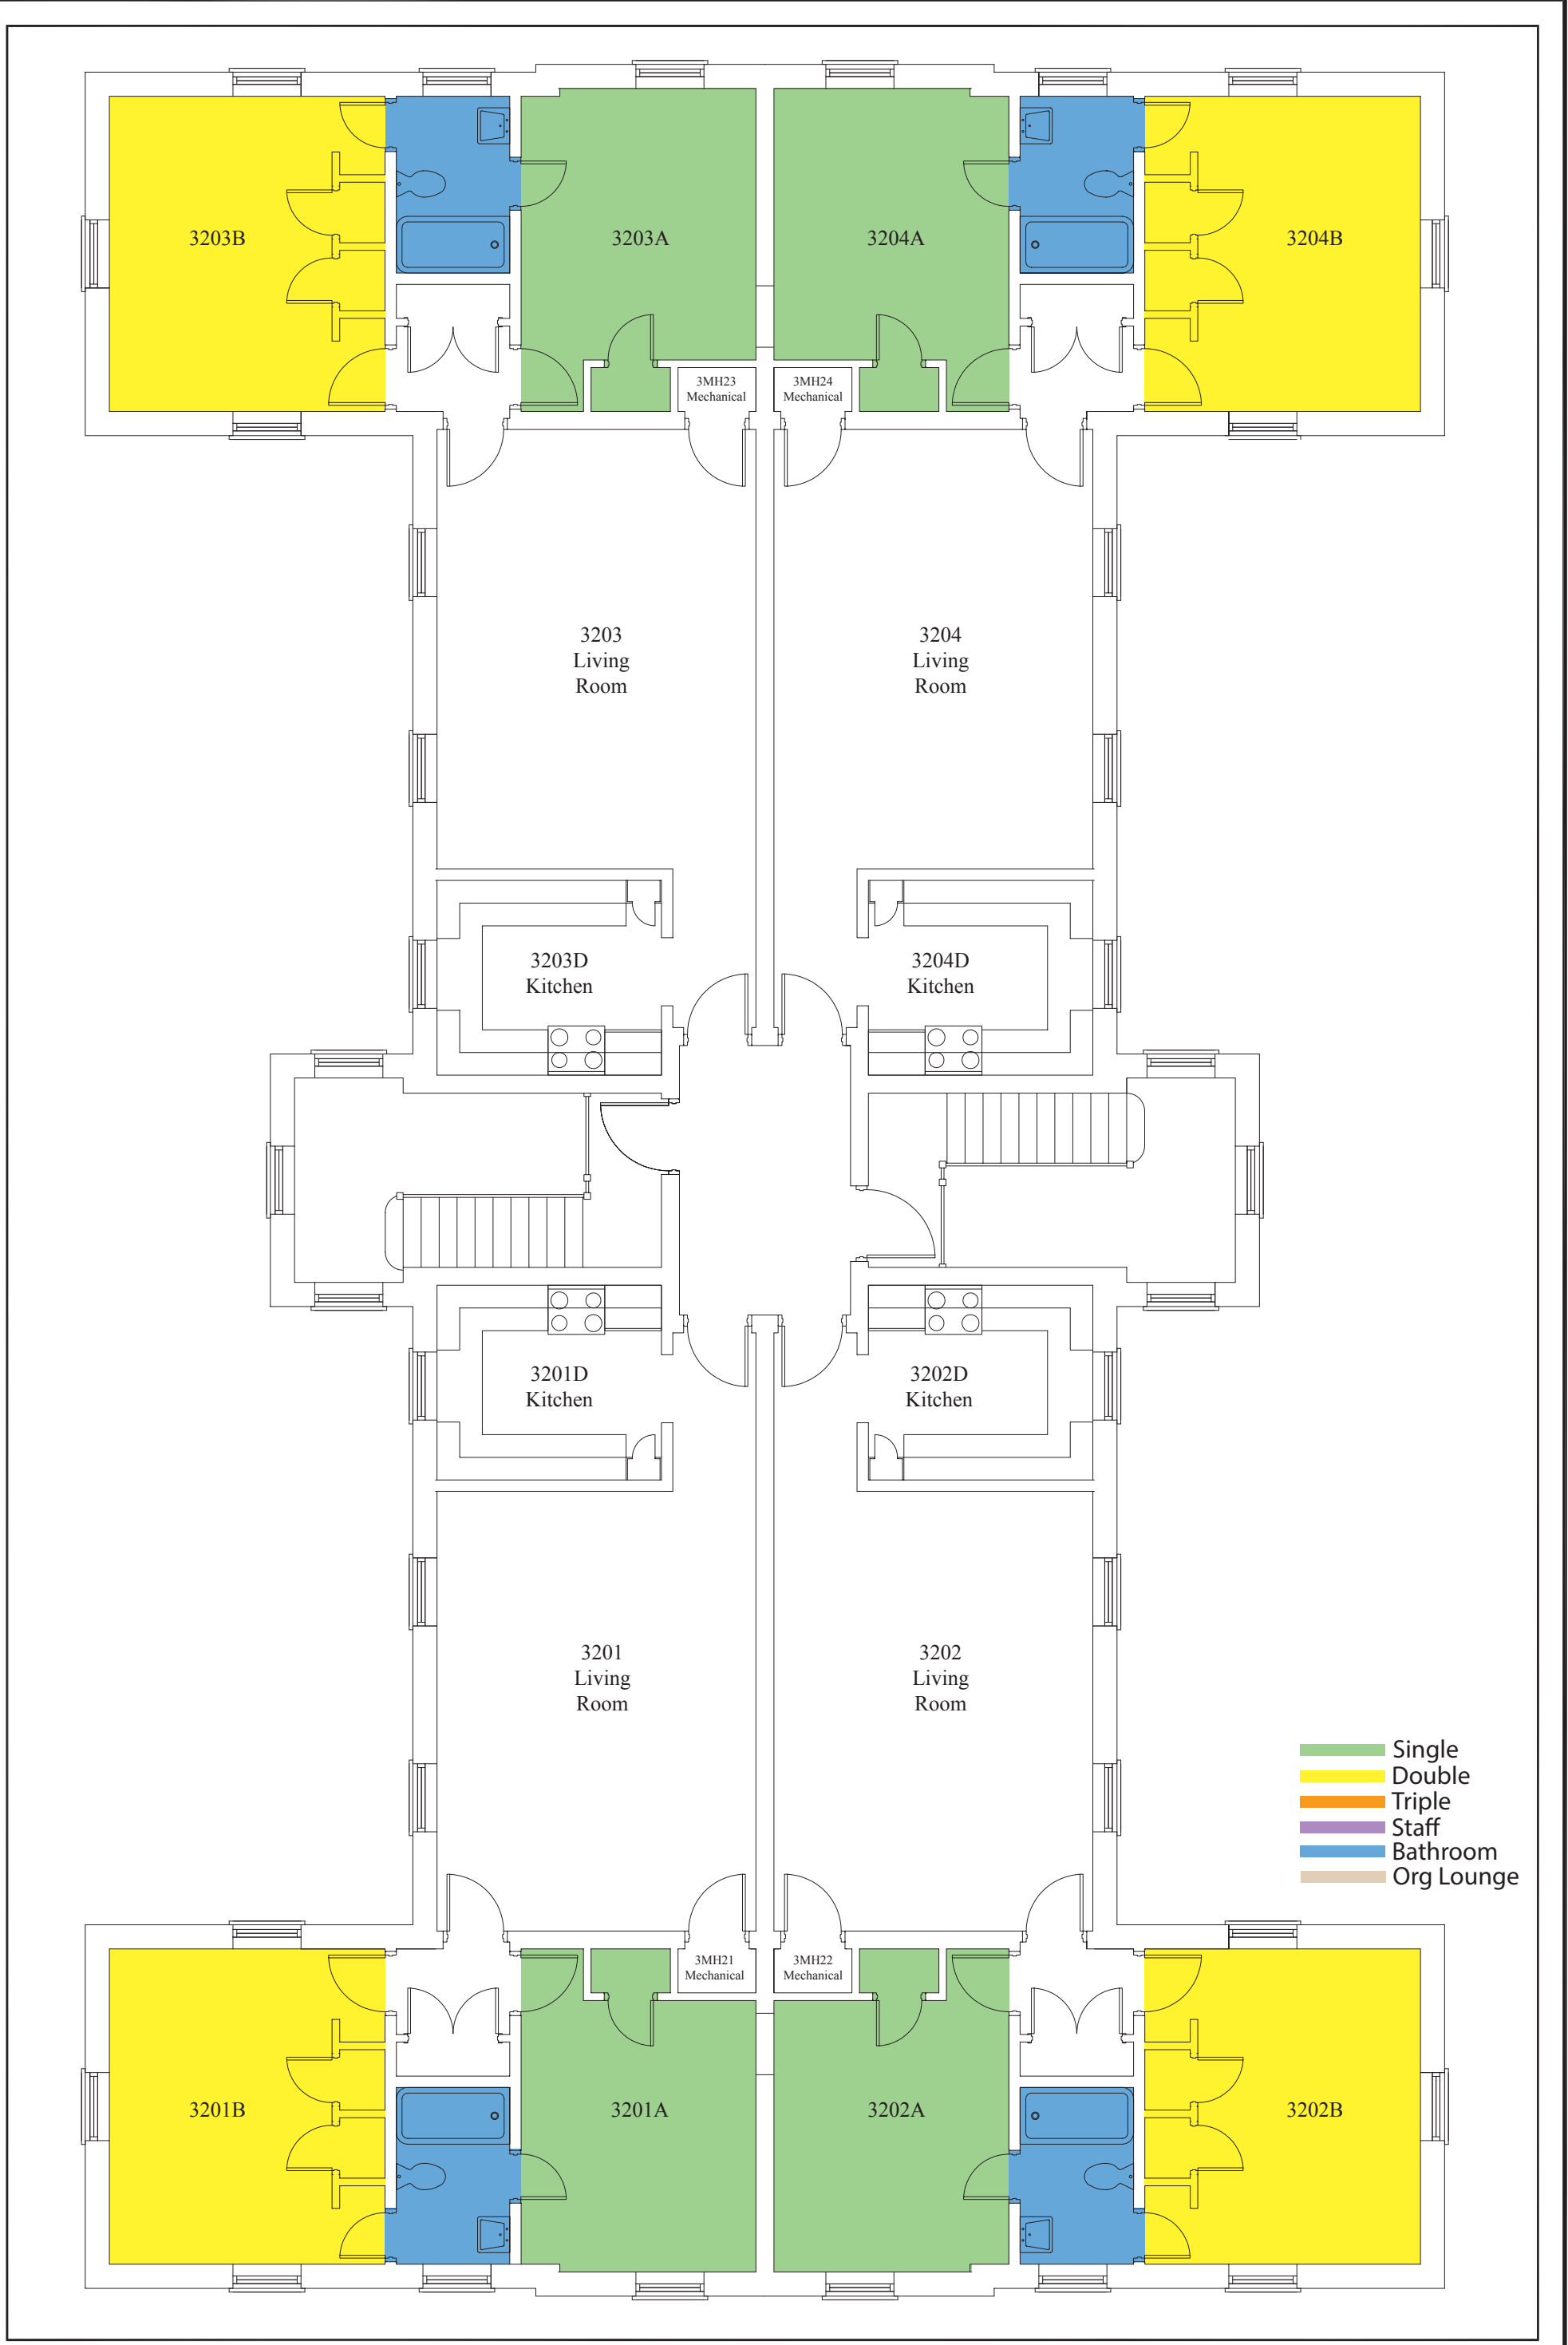 3203B
3203A
3204A
3204B
3MH23
Mechanical
3MH24
Mechanical
3203
Living
Room
3204
Living
Room
3203D
Kitchen
3204D
Kitchen
3201D
Kitchen
3202D
Kitchen
3201
Living
Room
3202
Living
Room
Single
Double
Triple
Staff
Bathroom
Org Lounge
3MH21
Mechanical
3MH22
Mechanical
3201B
3201A
3202A
3202B